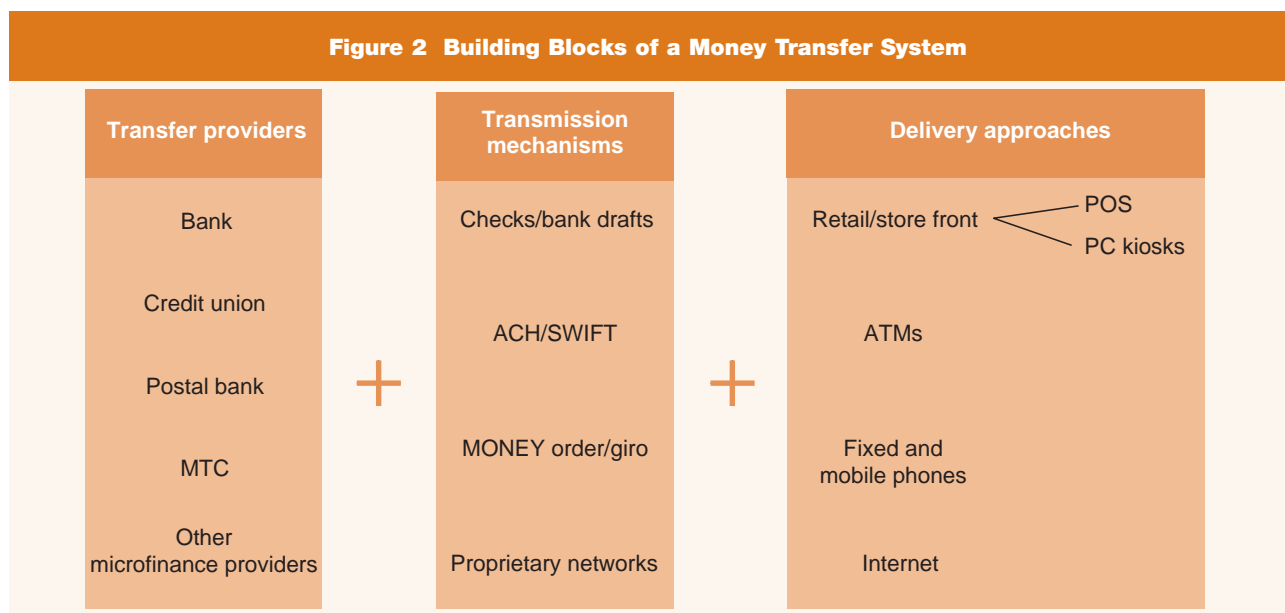 Figure 2 Building Blocks of a Money Transfer System
Transfer providers
Bank
Credit union
Postal bank
MTC
Other
microfinance providers
+
Transmission
mechanisms
Checks/bank drafts
ACH/SWIFT
MONEY order/giro
Proprietary networks
+
Delivery approaches
Retail/store front
POS
PC kiosks
ATMs
Fixed and
mobile phones
Internet